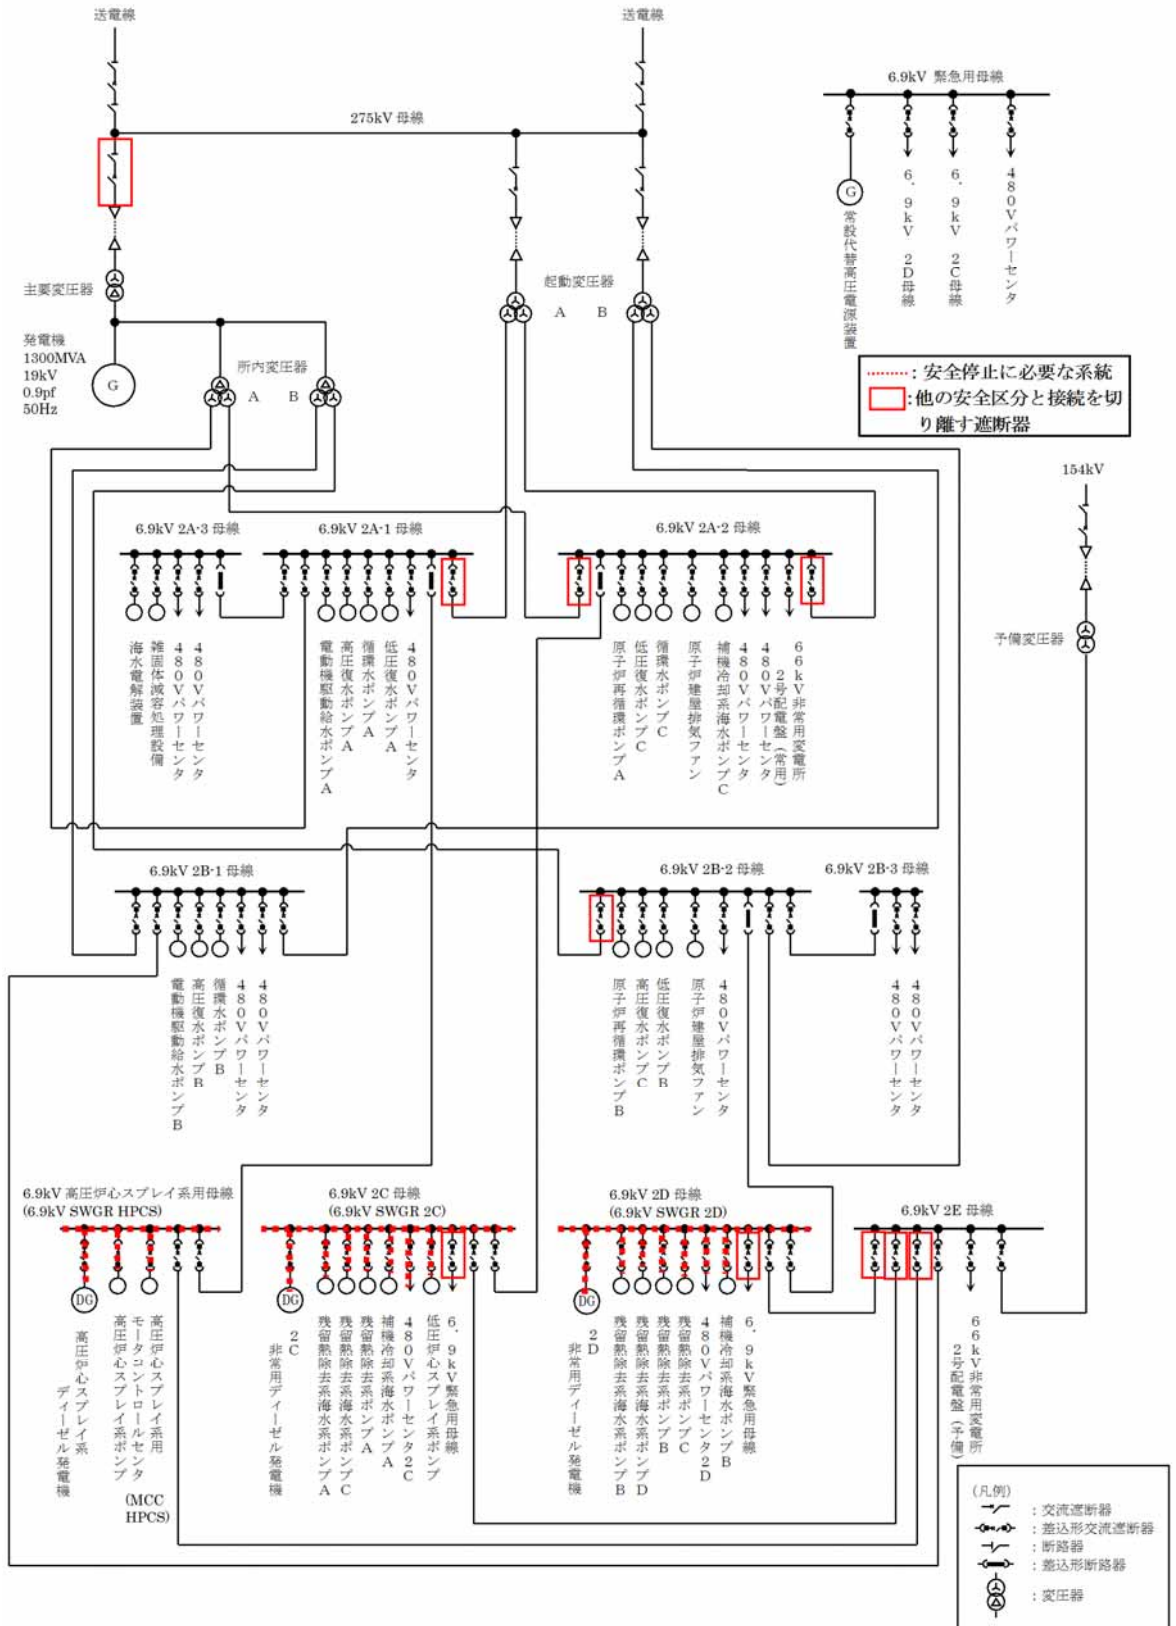 送電線
送電線
275kV 母線
6.9kV 緊急用母線
常設代替高圧電源装置
6.9kV 2D母線
6.9kV 2C母線
480Vパワーセンタ
G
主要変圧器
発電機
1300MVA
19kV
0.9pf
50Hz
G
所内変圧器
A B
起動変圧器
A B
:安全停止に必要な系統
:他の安全区分と接続を切
り離す遮断器
154kV
予備変圧器
6.9kV 2A-3 母線
海水電解装置
雑固体減容処理設備
480Vパワーセンタ
480Vパワーセンタ
6.9kV 2A-1 母線
電動機駆動給水ポンプA
高圧復水ポンプA
循環水ポンプA
低圧復水ポンプA
480Vパワーセンタ
6.9kV 2A-2 母線
原子炉再循環ポンプA
低圧復水ポンプC
循環水ポンプC
原子炉建屋排気ファン
補機冷却系海水ポンプC
480Vパワーセンタ
480Vパワーセンタ
66kV非常用変電所
2号配電盤(常用)
6.9kV 2B-1 母線
電動機駆動給水ポンプB
高圧復水ポンプB
循環水ポンプB
480Vパワーセンタ
480Vパワーセンタ
6.9kV 2B-2 母線
原子炉再循環ポンプB
高圧復水ポンプC
低圧復水ポンプB
原子炉建屋排気ファン
480Vパワーセンタ
6.9kV 2B-3 母線
480Vパワーセンタ
480Vパワーセンタ
6.9kV 高圧炉心スプレイ系用母線
(6.9kV SWGR HPCS)
DG
高圧炉心スプレイ系
ディーゼル発電機
高圧炉心スプレイ系ポンプ
高圧炉心スプレイ系用
モータコントロールセンタ
(MCC
HPCS)
6.9kV 2C 母線
(6.9kV SWGR 2C)
DG
2C
非常用ディーゼル発電機
残留熱除去系海水系ポンプA
残留熱除去系海水系ポンプC
残留熱除去系ポンプA
補機冷却系海水ポンプA
480Vパワーセンタ2C
低圧炉心スプレイ系ポンプ
6.9kV緊急用母線
6.9kV 2D 母線
(6.9kV SWGR 2D)
DG
2D
非常用ディーゼル発電機
残留熱除去系海水系ポンプB
残留熱除去系海水系ポンプD
残留熱除去系ポンプB
残留熱除去系ポンプC
480Vパワーセンタ2D
補機冷却系海水ポンプB
6.9kV緊急用母線
6.9kV 2E 母線
66kV非常用変電所
2号配電盤(予備)
(凡例)
:交流遮断器
:差込形交流遮断器
:断路器
:差込形断路器
:変圧器